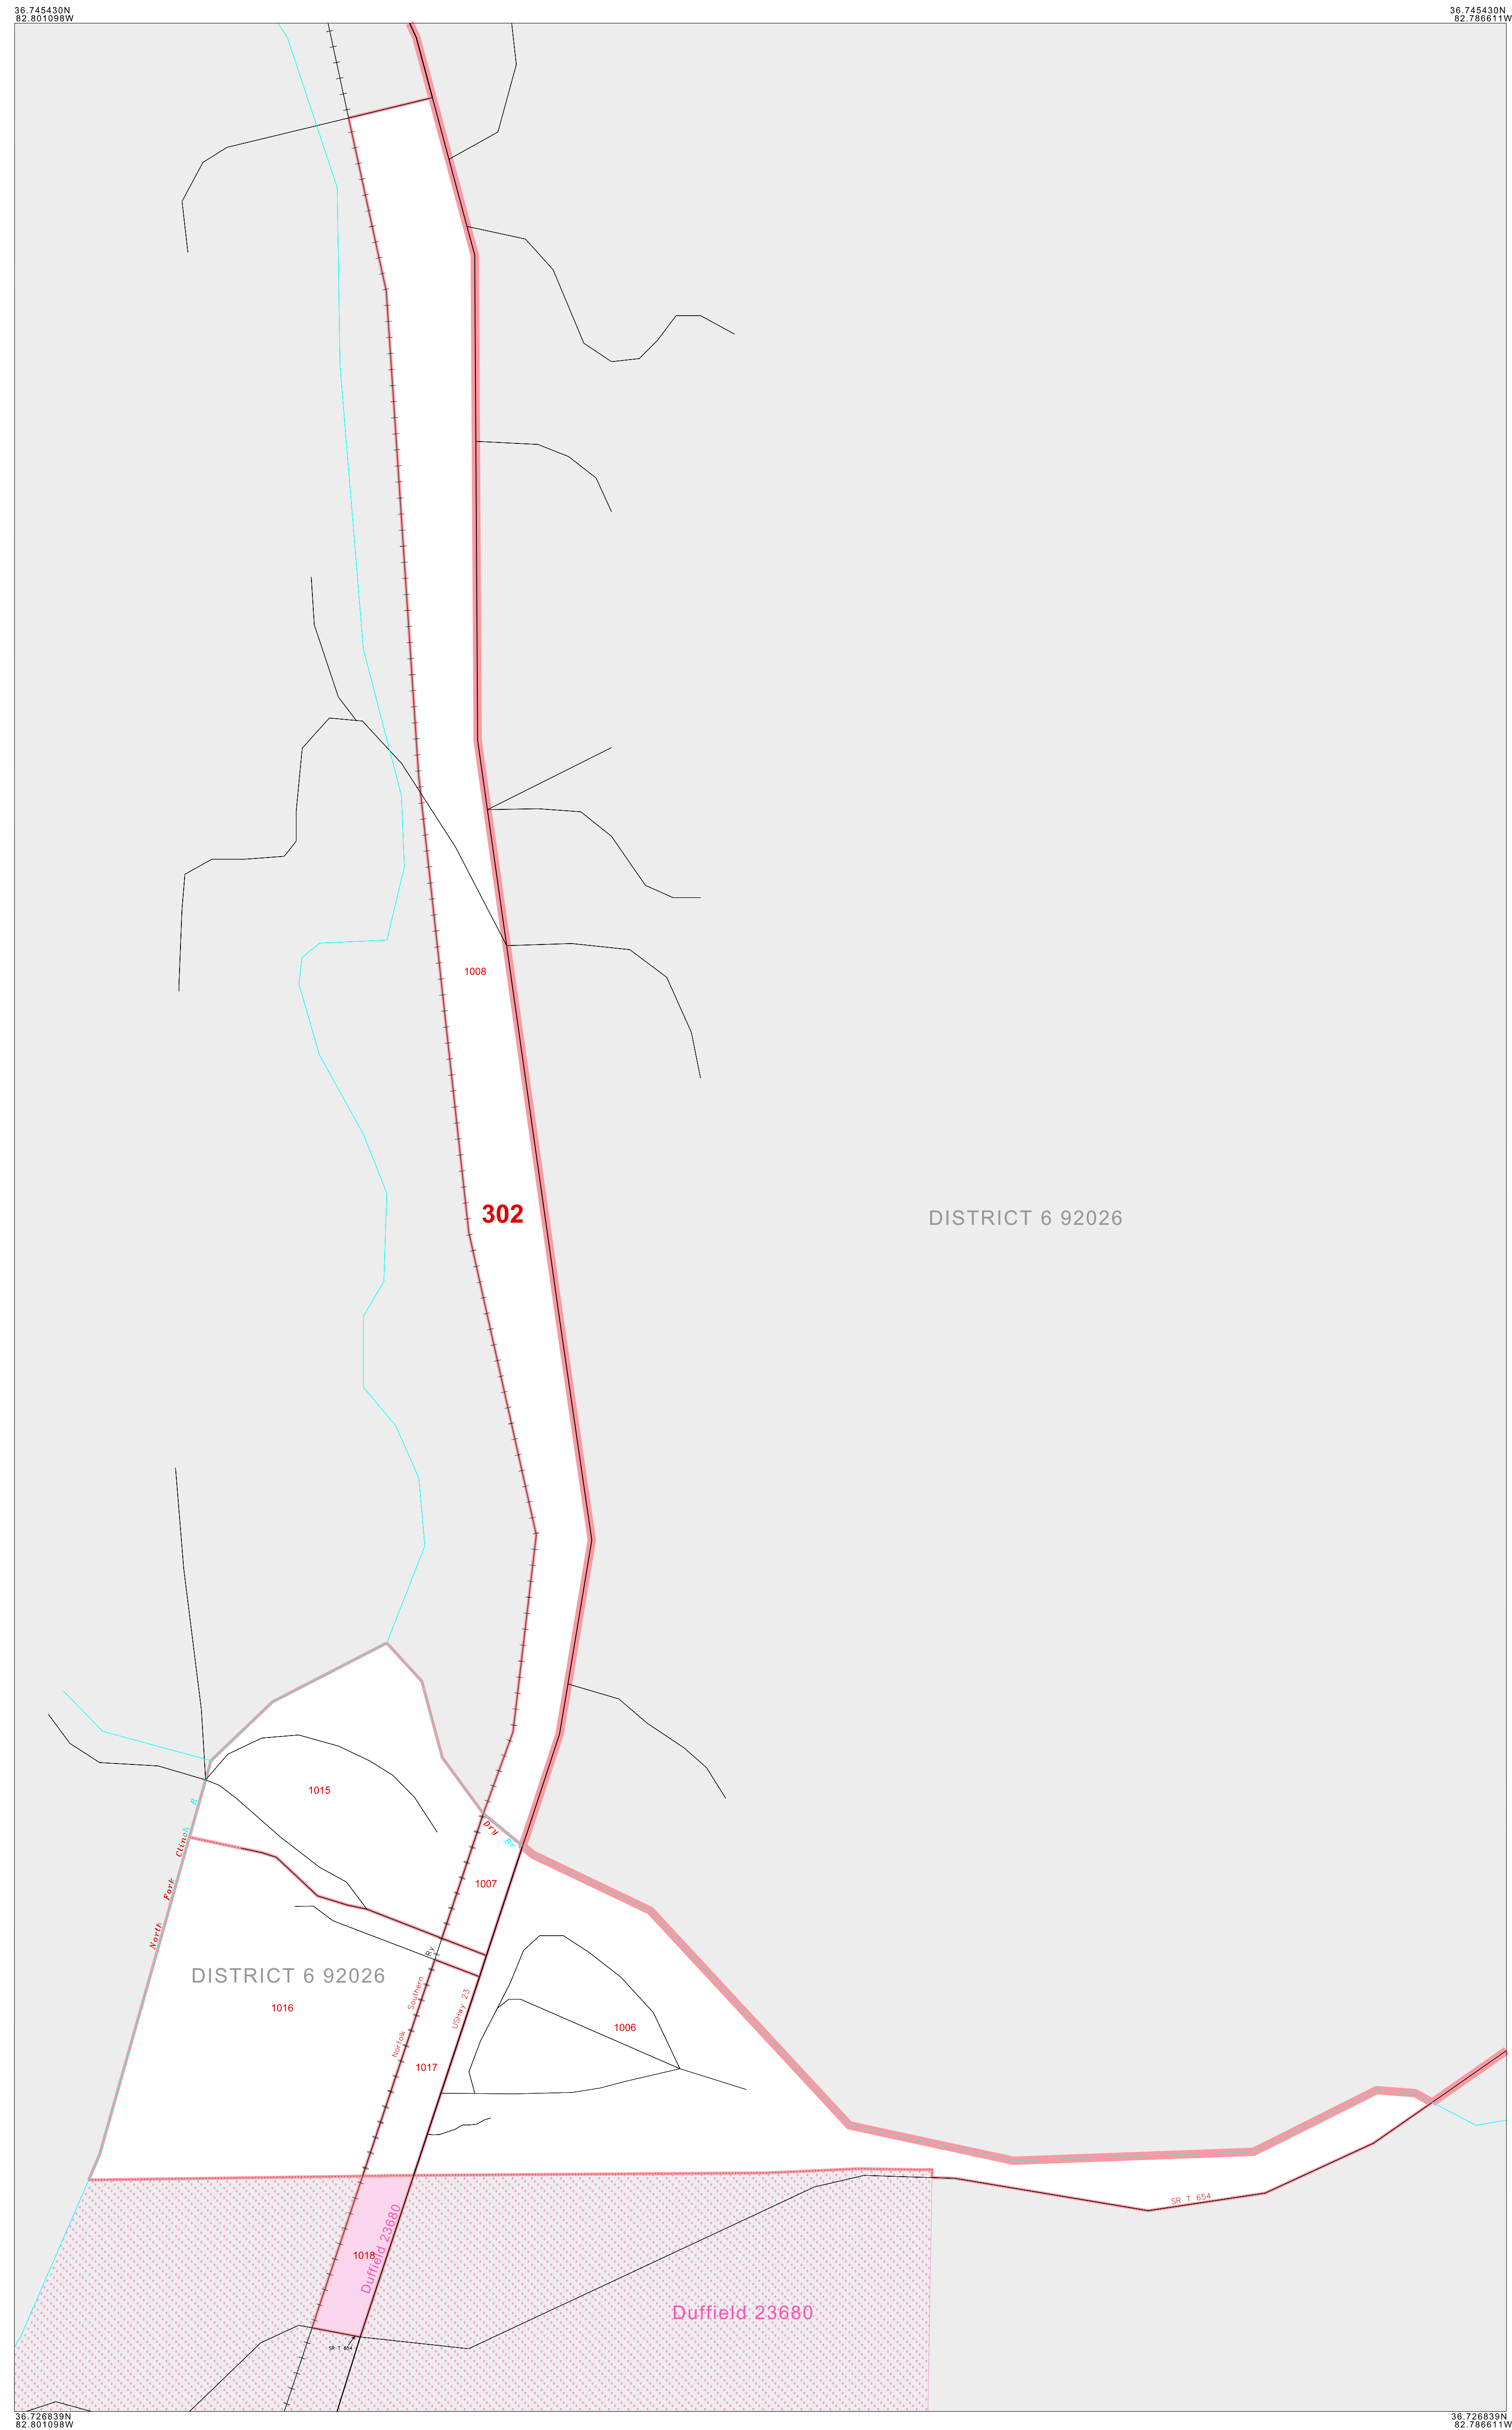 36.745430N
82.801098W
36.745430N
82.786611W
1008
302
DISTRICT 6 92026
1015
North Fork Clinch R
Dry Br
1007
Ry
DISTRICT 6 92026
Norfolk Southern
USHwy 23
1016
1006
1017
SR T 654
Duffield 23680
1018
Duffield 23680
SR T 654
36.726839N
82.801098W
36.726839N
82.786611W